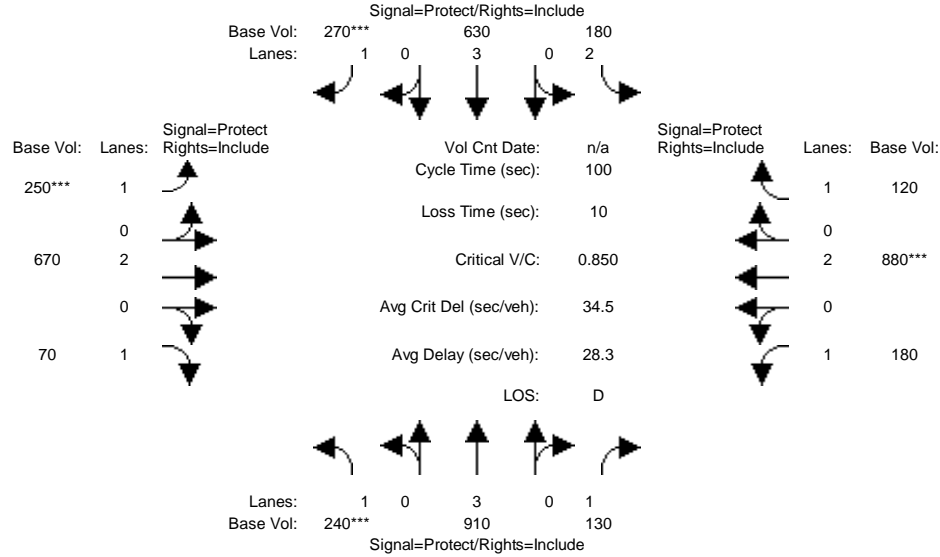 Signal=Protect/Rights=Include
Base Vol: 270*** 630 180
Lanes: 1 0 3 0 2
Signal=Protect
Base Vol: Lanes: Rights=Include
250*** 1
0
670 2
0
70 1
Vol Cnt Date: n/a
Cycle Time (sec): 100
Loss Time (sec): 10
Critical V/C: 0.850
Avg Crit Del (sec/veh): 34.5
Avg Delay (sec/veh): 28.3
LOS: D
Signal=Protect
Rights=Include Lanes: Base Vol:
1 120
0
2 880***
0
1 180
Lanes: 1 0 3 0 1
Base Vol: 240*** 910 130
Signal=Protect/Rights=Include